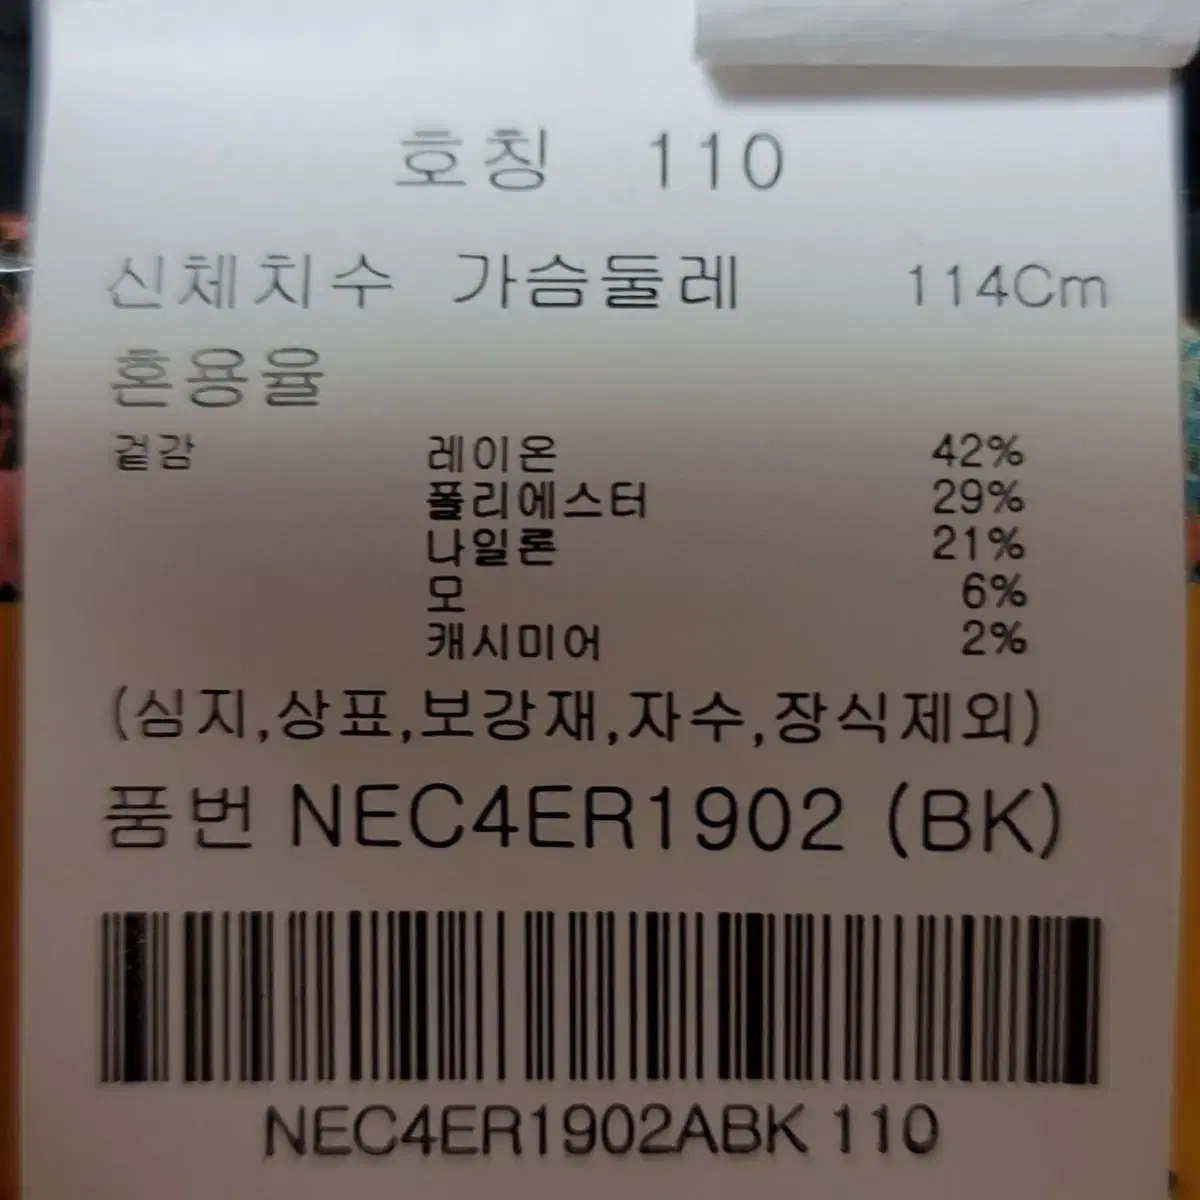 호칭 110
신체치수 가슴둘레 114Cm
혼용율
겉감 레이온 42%
폴리에스터 29%
나일론 21%
모 6%
캐시미어 2%
(심지,상표,보강재,자수,장식제외)
품번 NEC4ER1902 (BK)
NEC4ER1902ABK 110